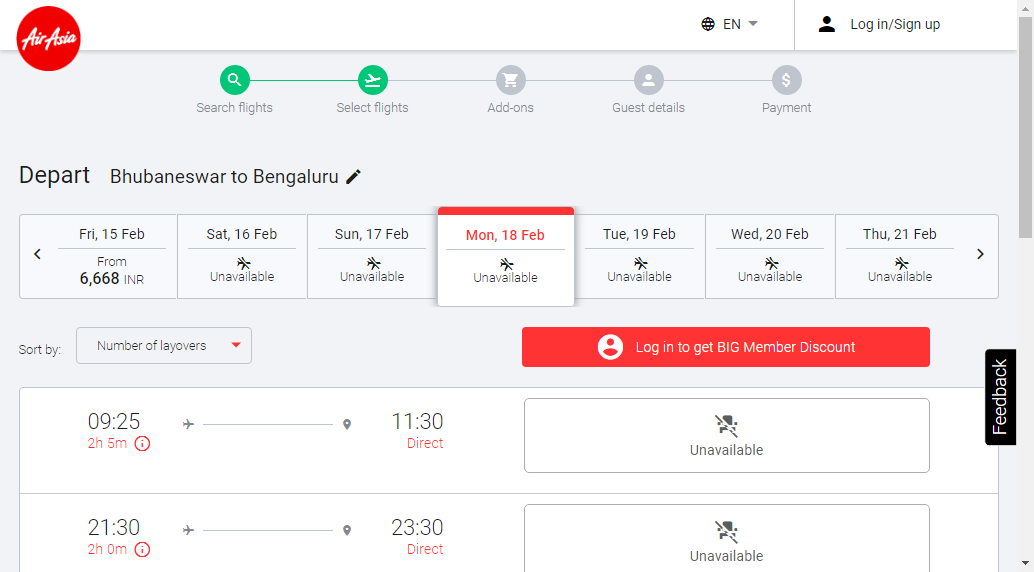 AirAsia
EN
Log in/Sign up
Search flights
Select flights
Add-ons
Guest details
$
Payment
Depart Bhubaneswar to Bengaluru
Fri, 15 Feb
From
6,668 INR
Sat, 16 Feb
Unavailable
Sun, 17 Feb
Unavailable
Mon, 18 Feb
Unavailable
Tue, 19 Feb
Unavailable
Wed, 20 Feb
Unavailable
Thu, 21 Feb
Unavailable
Sort by: Number of layovers
Log in to get BIG Member Discount
Feedback
09:25 11:30
2h 5m Direct
Unavailable
21:30 23:30
2h 0m Direct
Unavailable